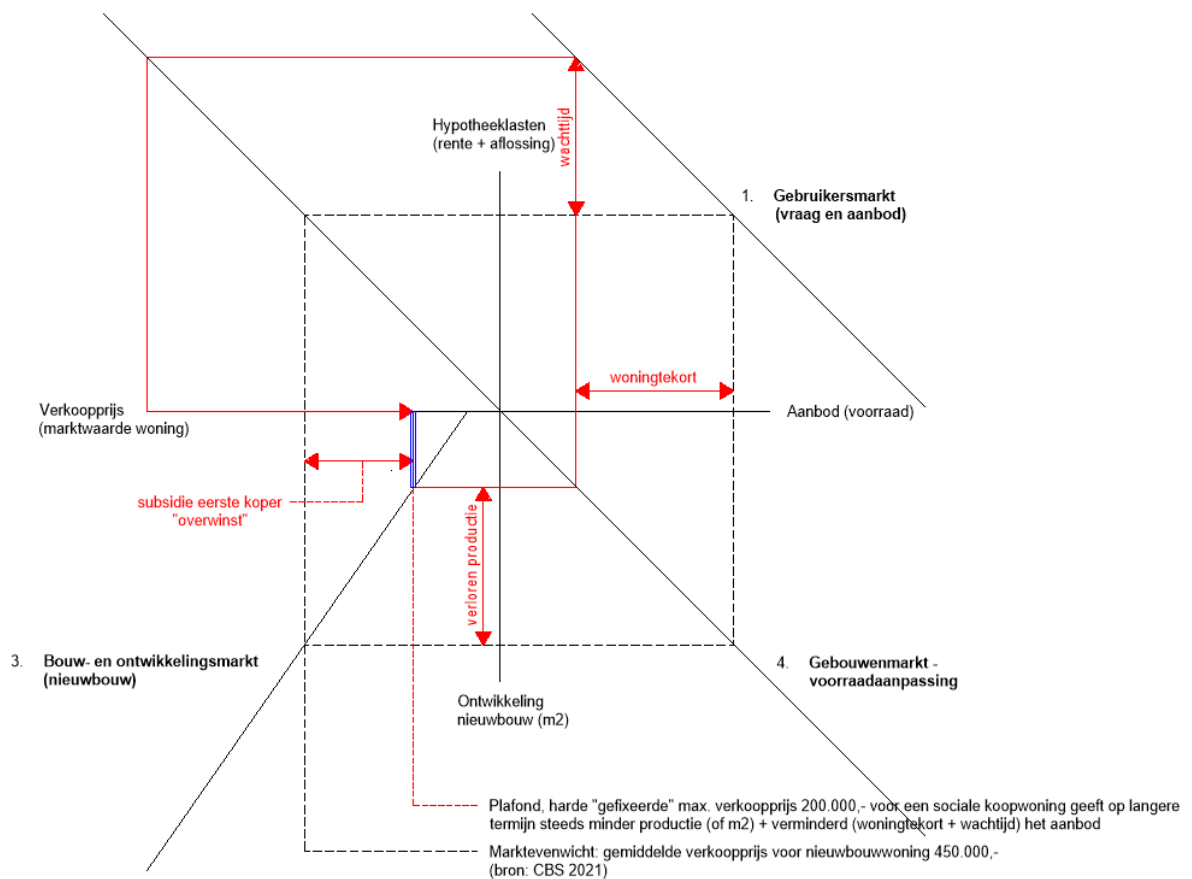 Hypotheeklasten
(rente + aflossing)
wachttijd
1. Gebruikersmarkt
(vraag en aanbod)
woningtekort
Verkoopprijs
(marktwaarde woning)
Aanbod (voorraad)
subsidie eerste koper
"overwinst"
verloren productie
3. Bouw- en ontwikkelingsmarkt
(nieuwbouw)
4. Gebouwenmarkt -
voorraadaanpassing
Ontwikkeling
nieuwbouw (m2)
Plafond, harde "gefixeerde" max. verkoopprijs 200.000,- voor een sociale koopwoning geeft op langere
termijn steeds minder productie (of m2) + verminderd (woningtekort + wachtijd) het aanbod
Marktevenwicht: gemiddelde verkoopprijs voor nieuwbouwwoning 450.000,-
(bron: CBS 2021)